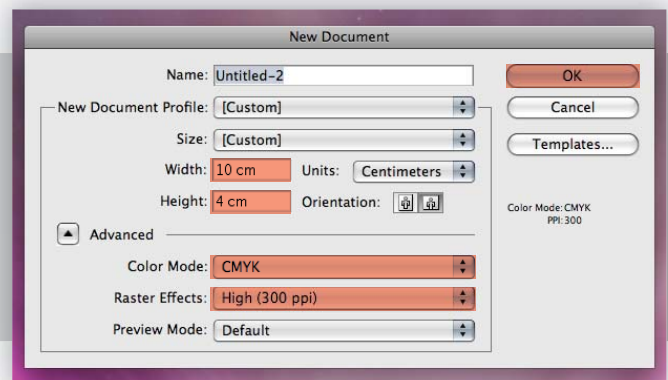 New Document
Name: Untitled-2
OK
New Document Profile: [Custom]
Cancel
Size: [Custom]
Templates...
Width: 10 cm Units: Centimeters
Height: 4 cm Orientation:
Color Mode: CMYK
PPI: 300
Advanced
Color Mode: CMYK
Raster Effects: High (300 ppi)
Preview Mode: Default